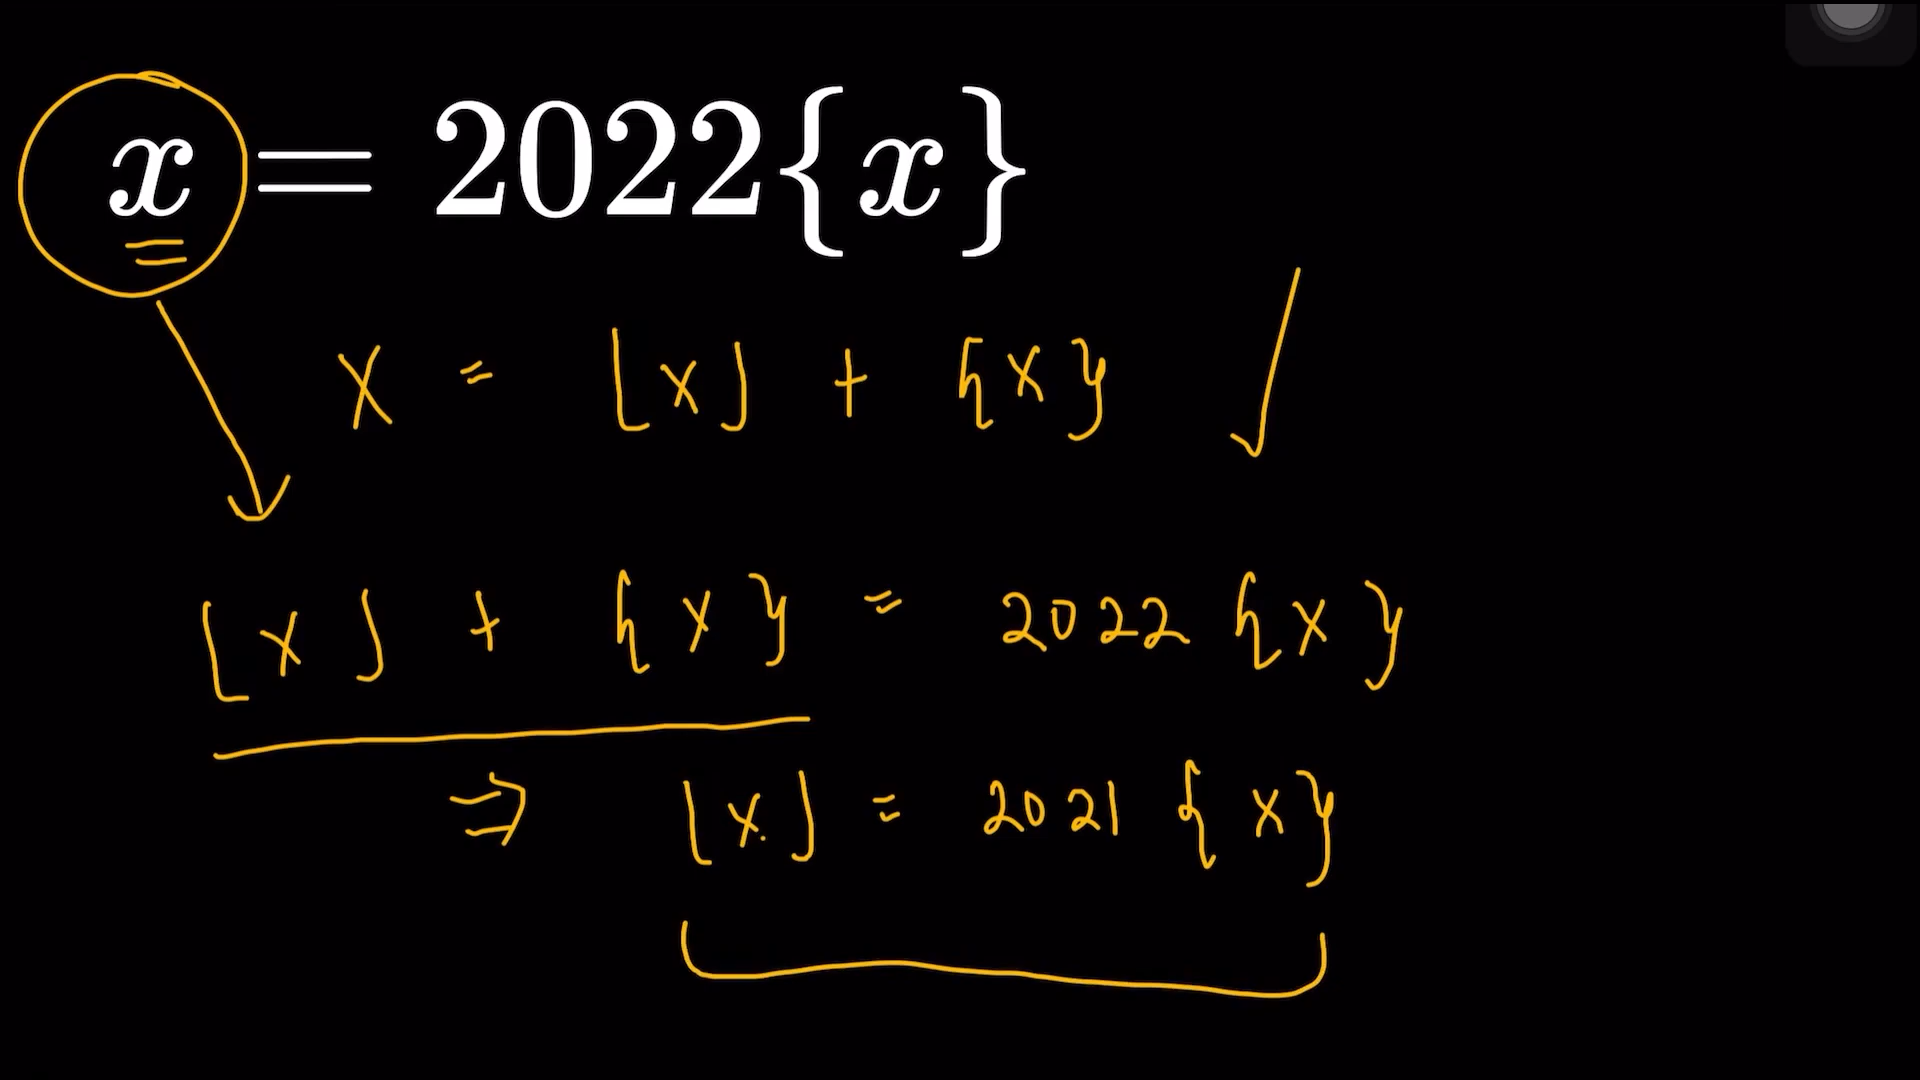 x = 2022{x}
x = ⌊x⌋ + {x}
⌊x⌋ + {x} = 2022 {x}
⇒ ⌊x⌋ = 2021 {x}